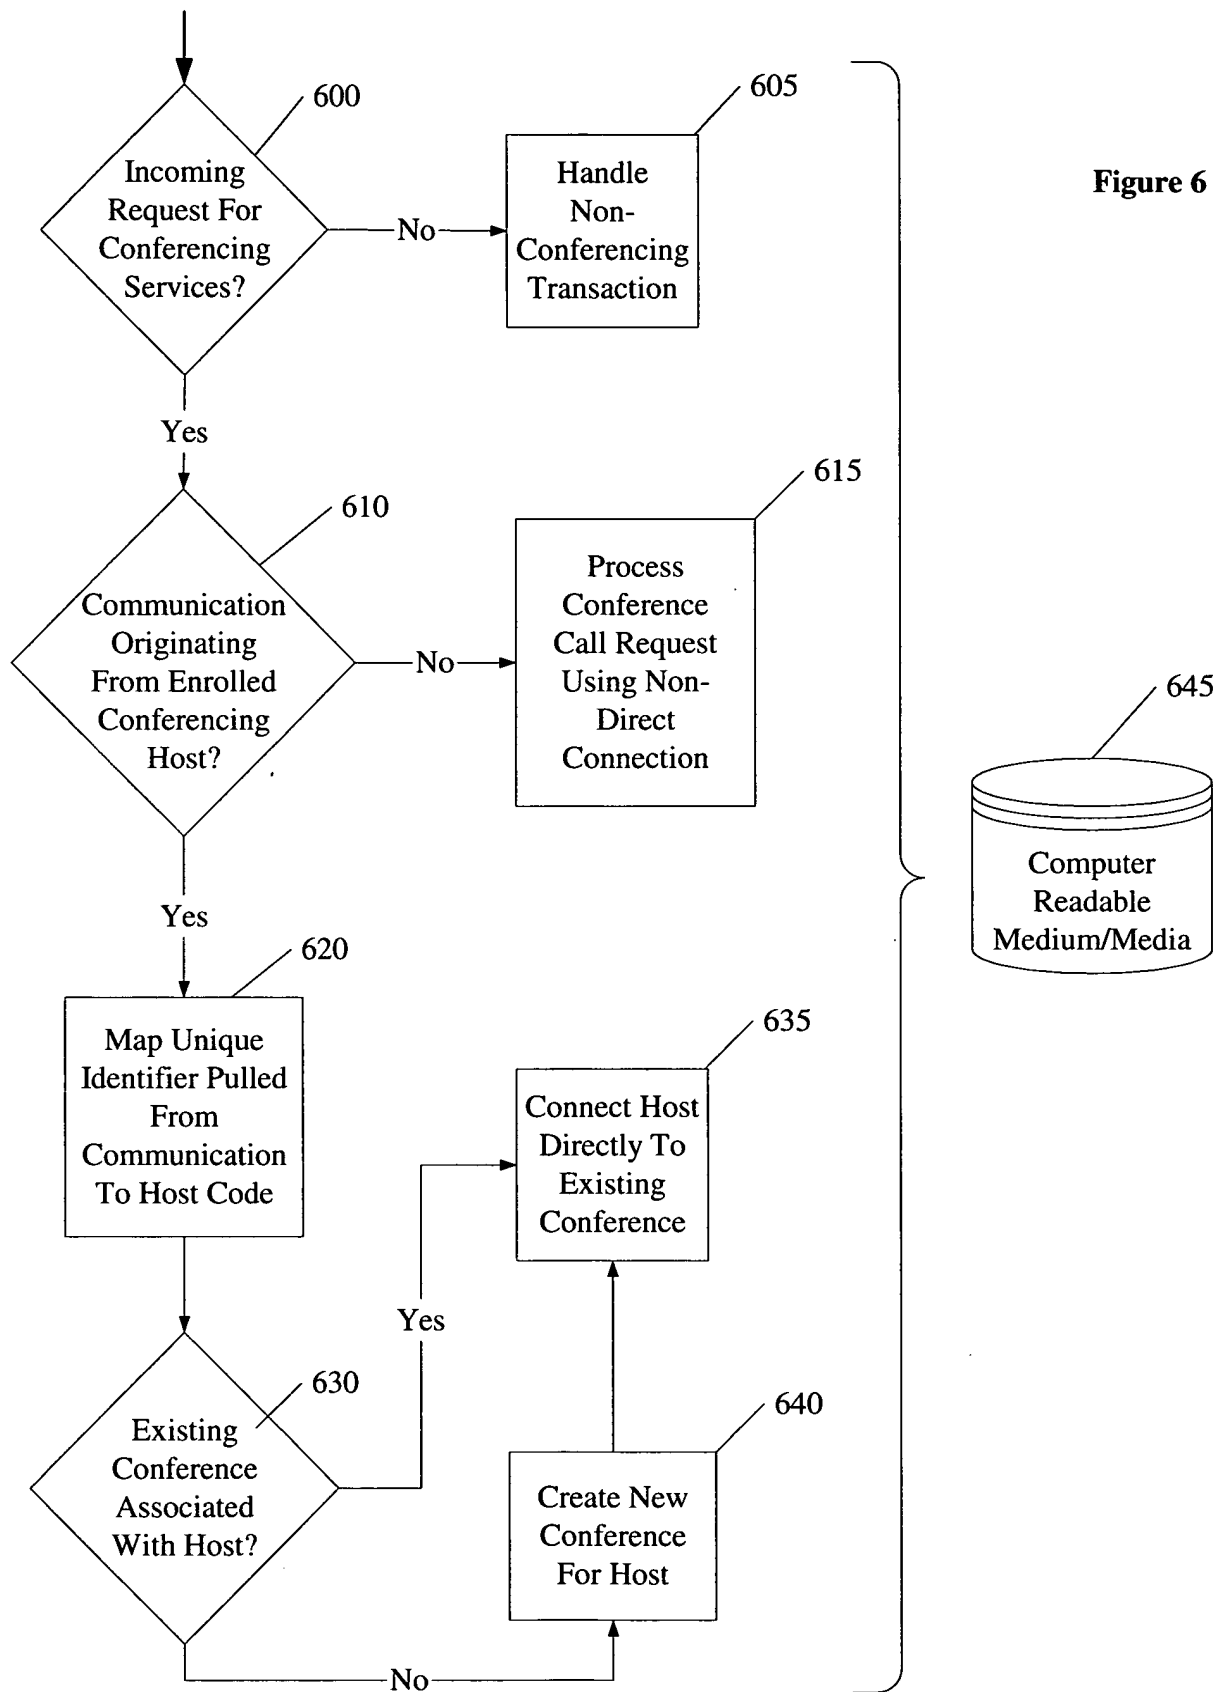 600
Incoming
Request For
Conferencing
Services?
No
605
Handle
Non-
Conferencing
Transaction
Figure 6
Yes
610
Communication
Originating
From Enrolled
Conferencing
Host?
No
615
Process
Conference
Call Request
Using Non-
Direct
Connection
645
Computer
Readable
Medium/Media
Yes
620
Map Unique
Identifier Pulled
From
Communication
To Host Code
635
Connect Host
Directly To
Existing
Conference
Yes
630
Existing
Conference
Associated
With Host?
640
Create New
Conference
For Host
No